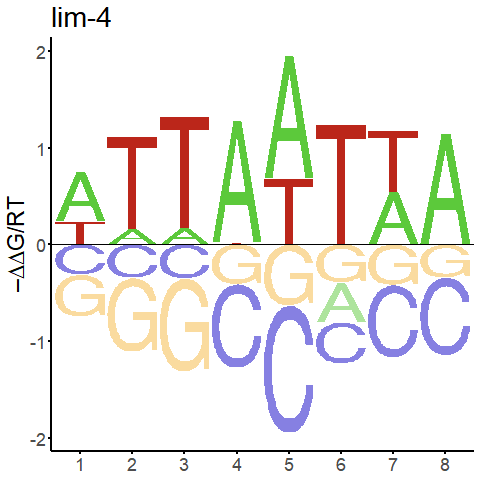 lim-4
−ΔΔG/RT
2
1
0
-1
-2
A T T A A T T A
T A A T A
C C C G G G G G
G G G C C A C C
C
1 2 3 4 5 6 7 8